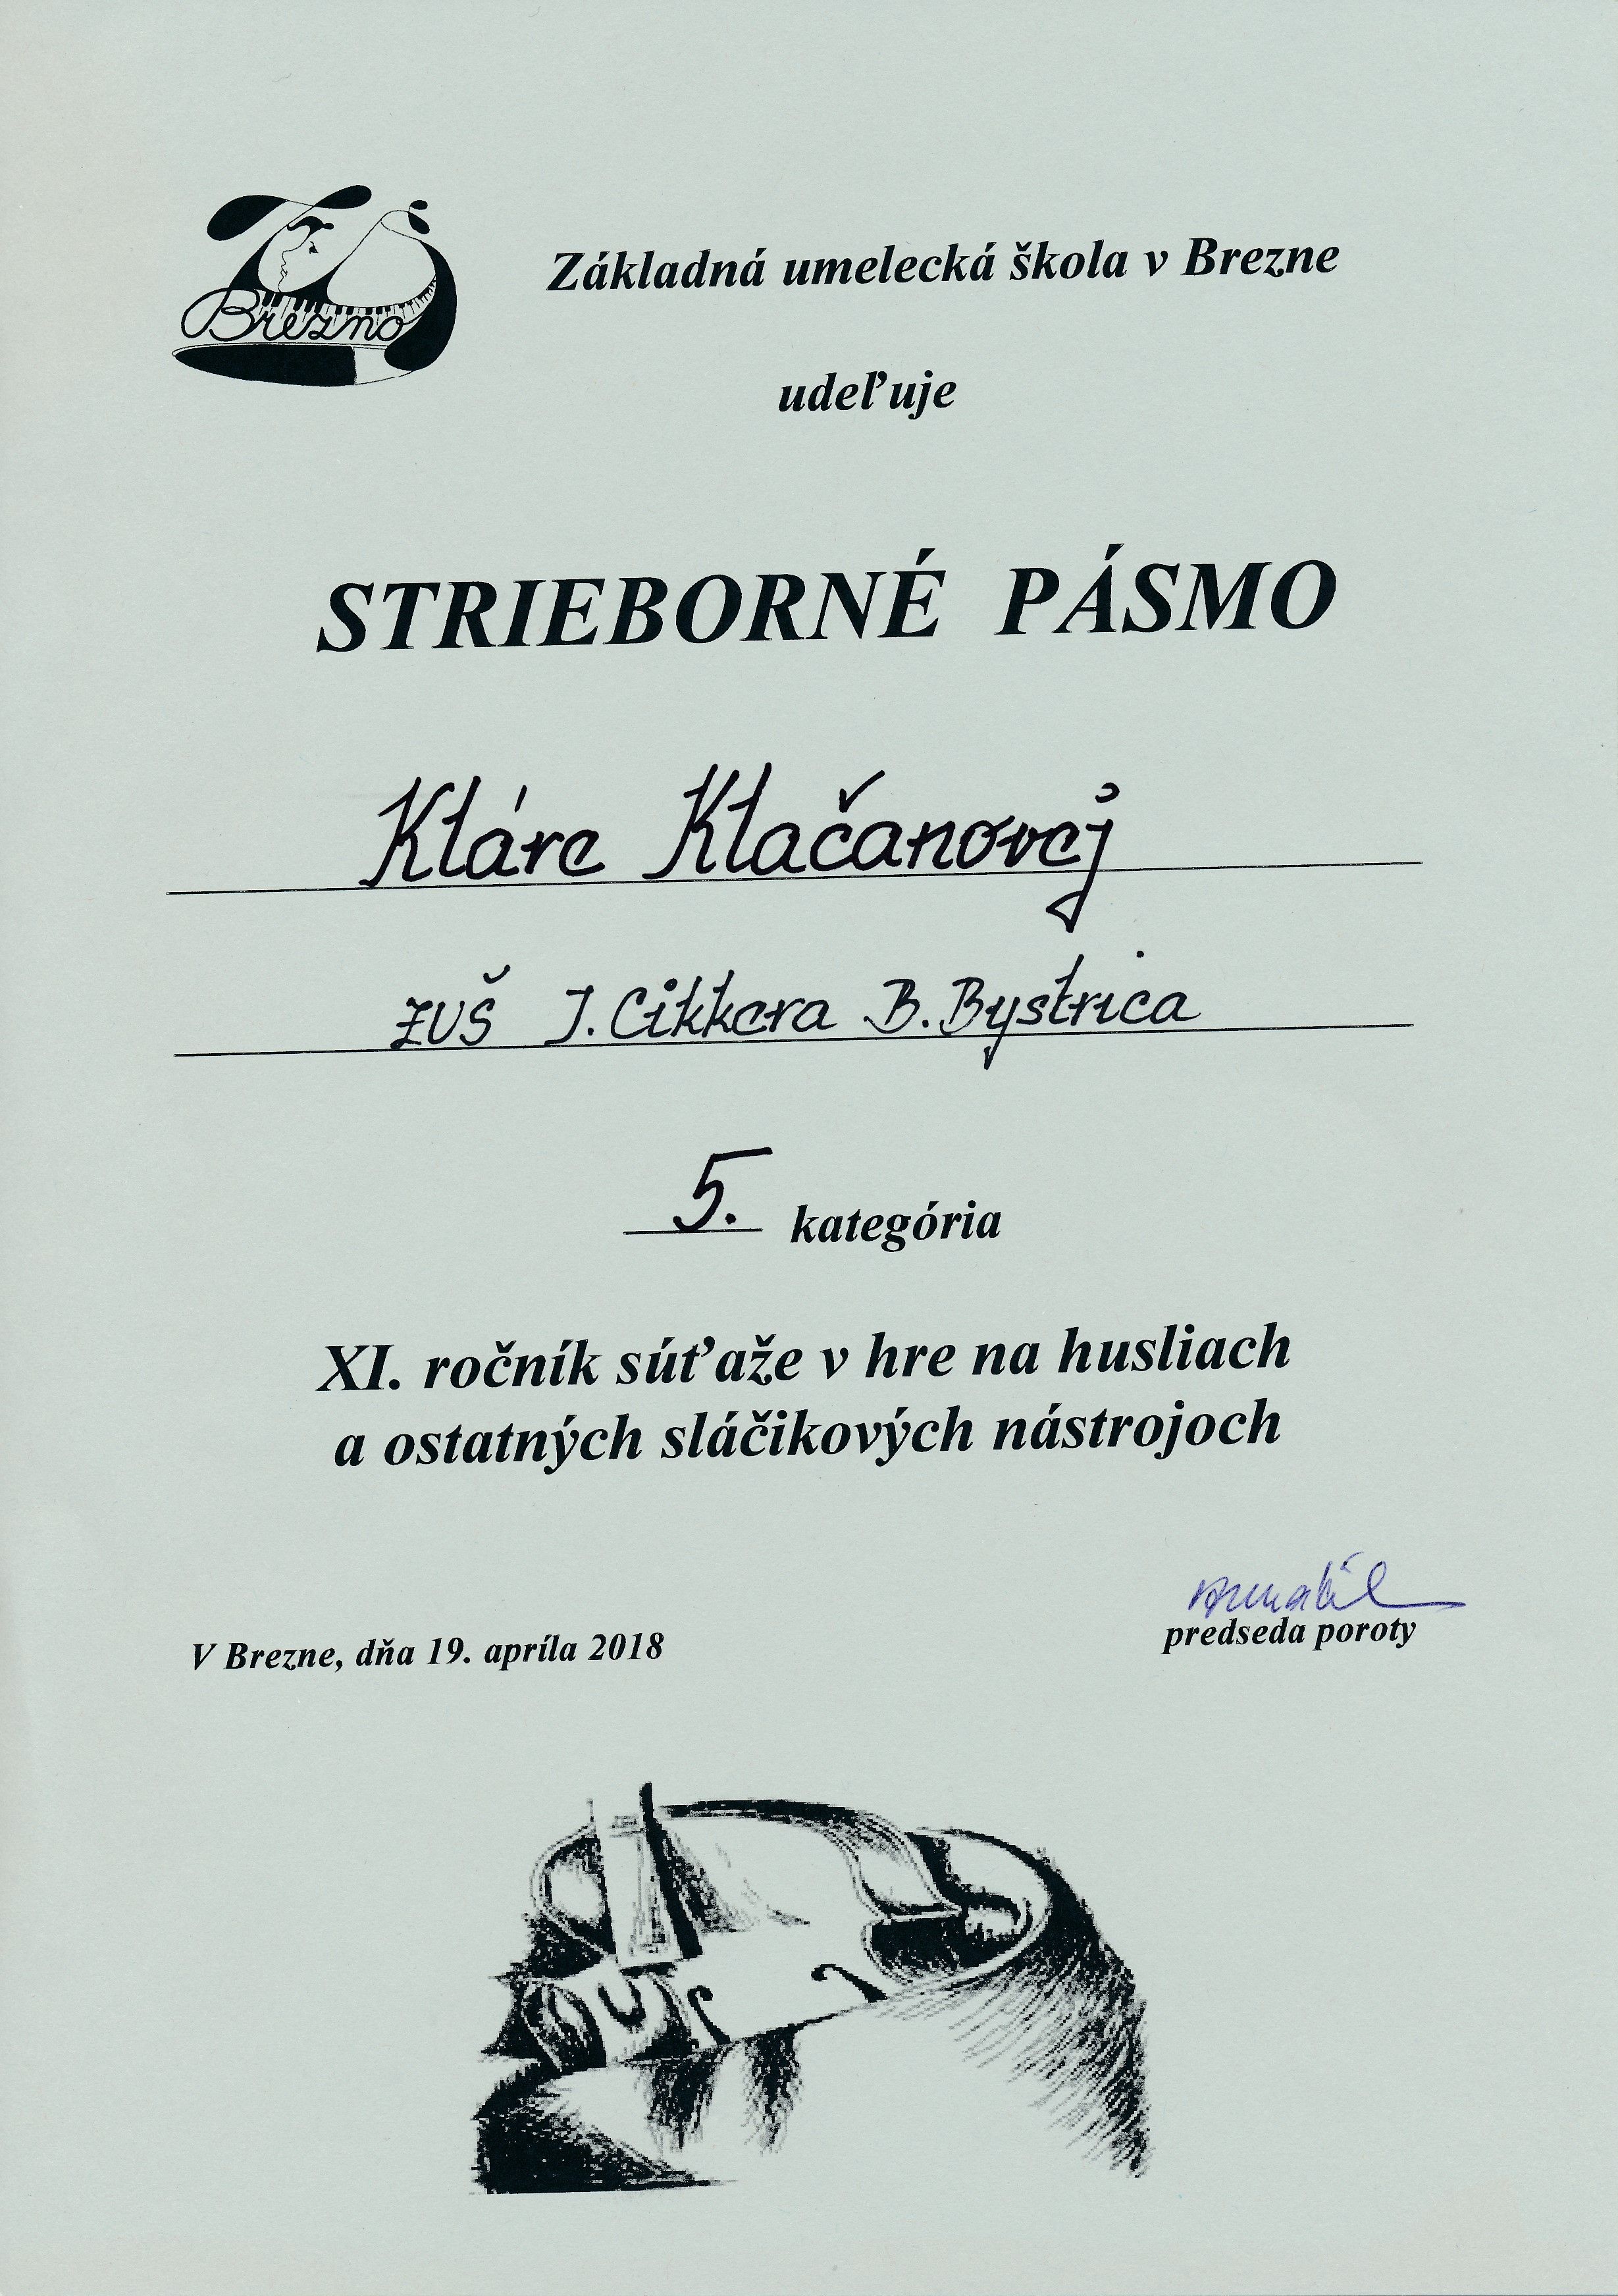 Brezno
Základná umelecká škola v Brezne
udeľuje
STRIEBORNÉ PÁSMO
Kláre Klačanovej
ZUŠ J. Cikkera B. Bystrica
5. kategória
XI. ročník súťaže v hre na husliach
a ostatných sláčikových nástrojoch
V Brezne, dňa 19. apríla 2018
predseda poroty